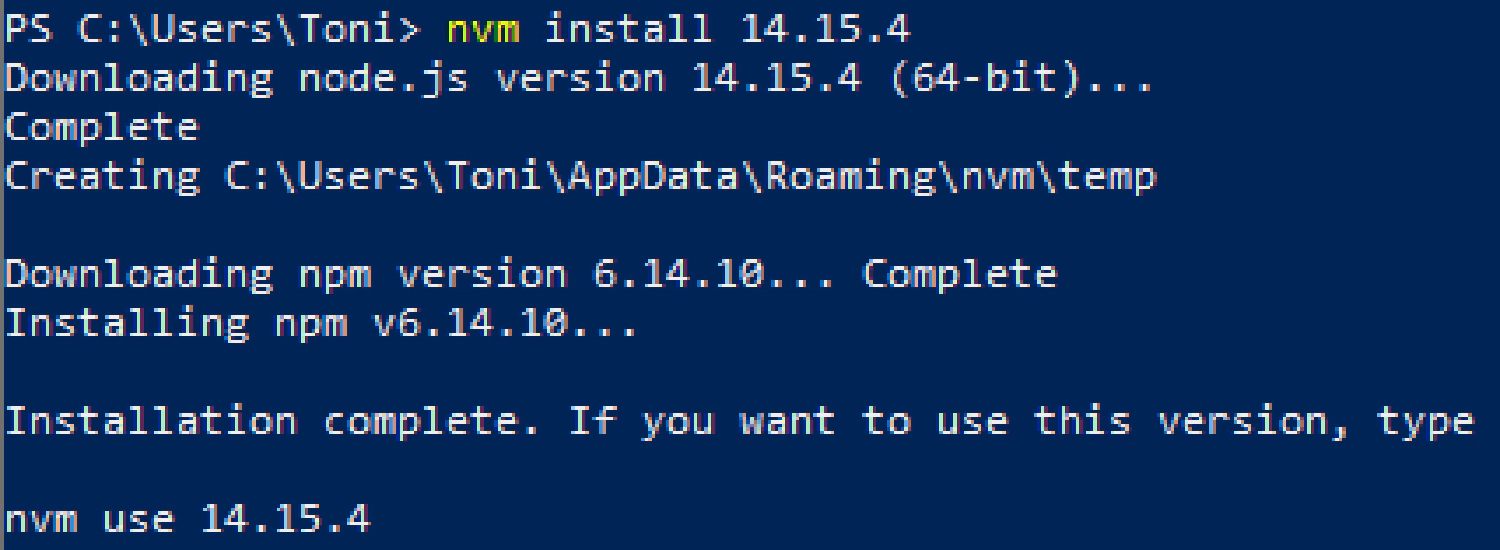 PS C:\Users\Toni> nvm install 14.15.4
Downloading node.js version 14.15.4 (64-bit)...
Complete
Creating C:\Users\Toni\AppData\Roaming\nvm\temp
Downloading npm version 6.14.10... Complete
Installing npm v6.14.10...
Installation complete. If you want to use this version, type
nvm use 14.15.4